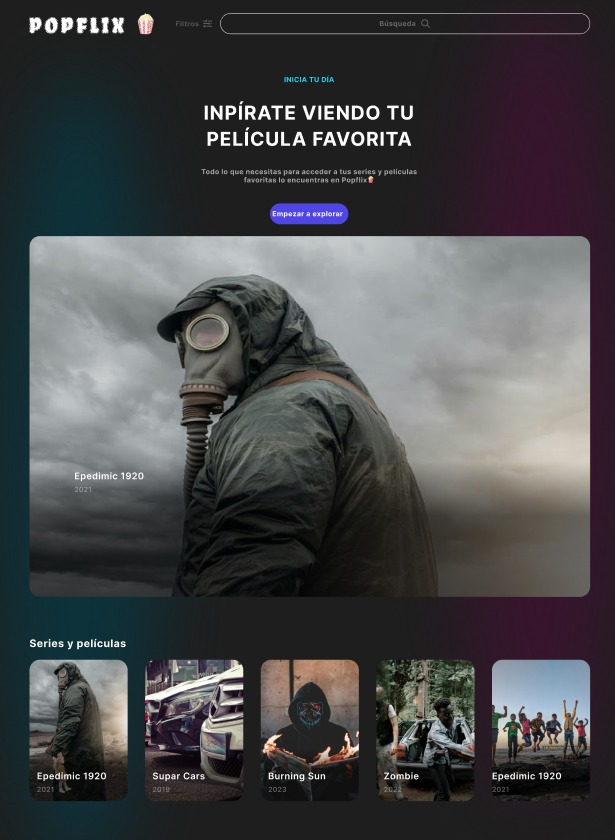 POPFLIX
Filtros
Búsqueda
INICIA TU DÍA
INPÍRATE VIENDO TU
PELÍCULA FAVORITA
Todo lo que necesitas para acceder a tus series y películas
favoritas lo encuentras en Popflix🍿
Empezar a explorar
Epedimic 1920
2021
Series y películas
Epedimic 1920
2021
Supar Cars
2019
Burning Sun
2023
Zombie
2022
Epedimic 1920
2021